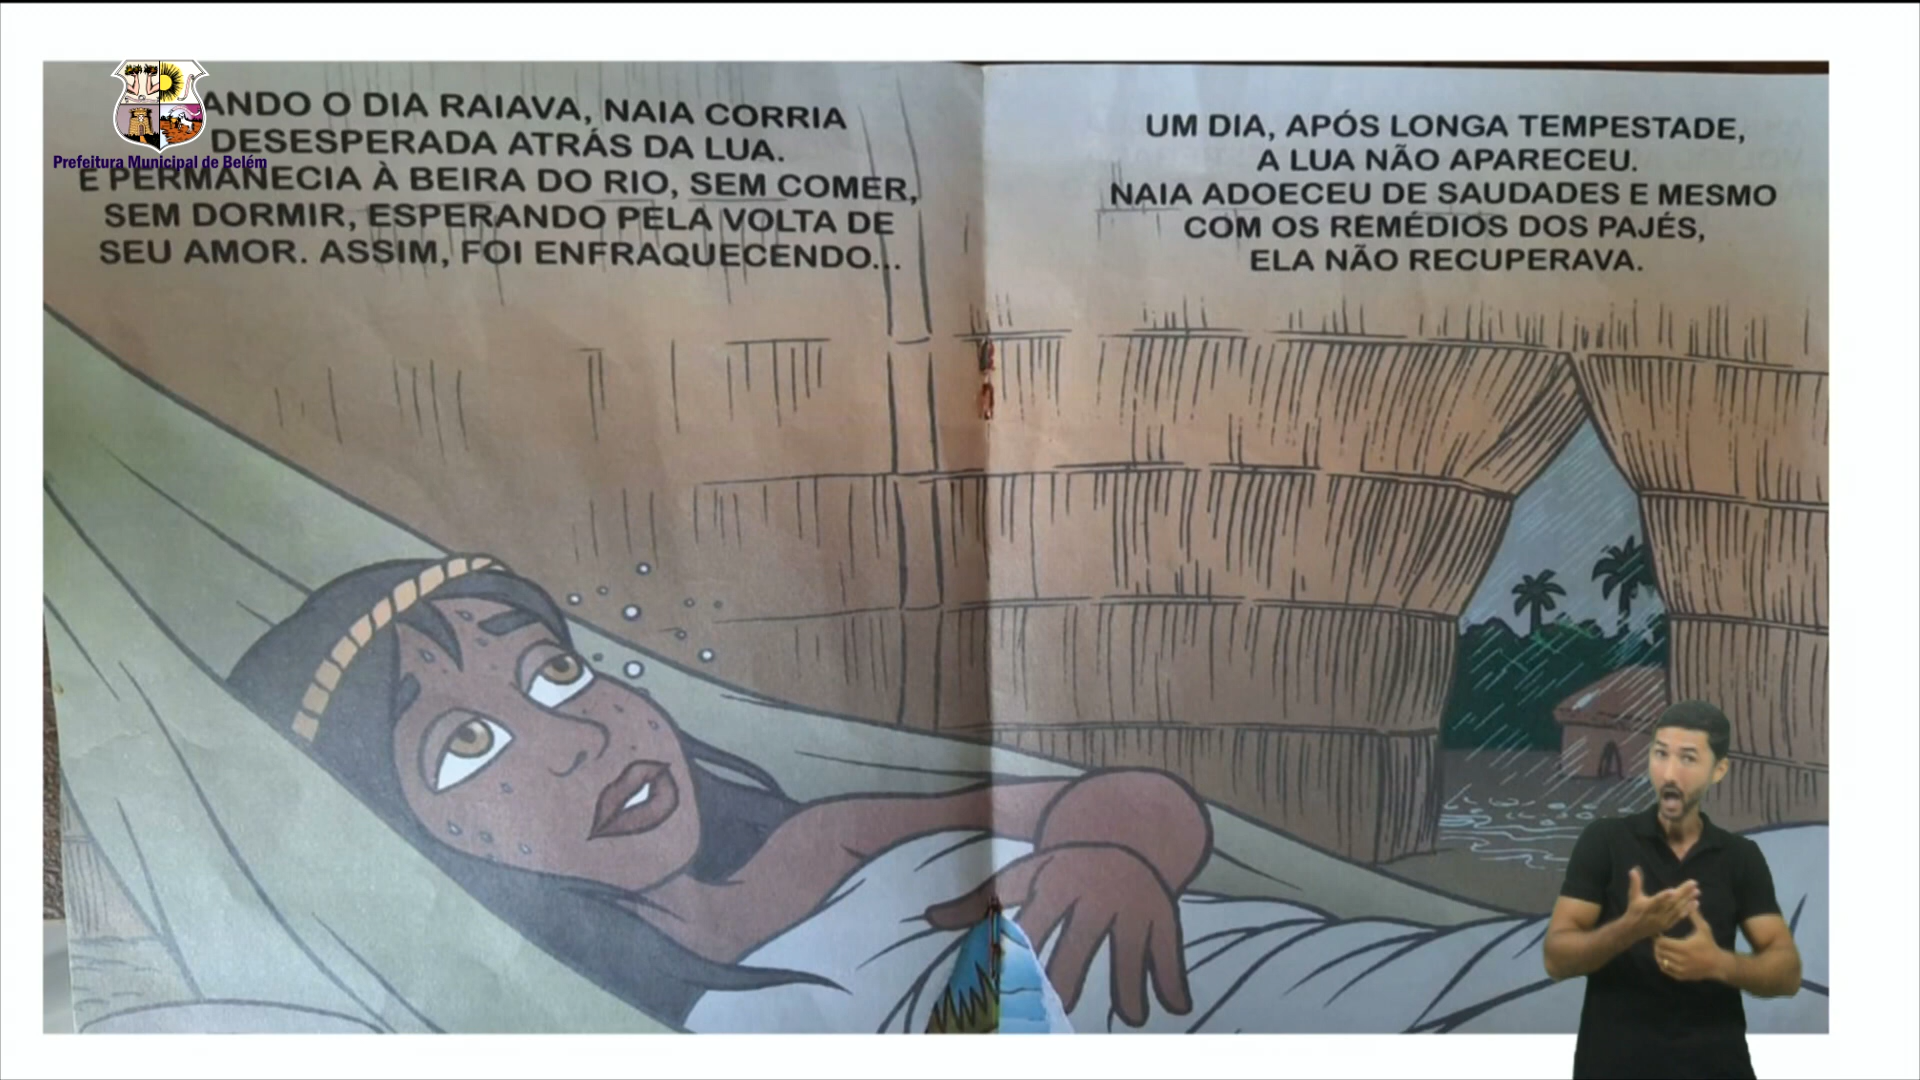 ANDO O DIA RAIAVA, NAIA CORRIA
DESESPERADA ATRÁS DA LUA.
E PERMANECIA À BEIRA DO RIO, SEM COMER,
SEM DORMIR, ESPERANDO PELA VOLTA DE
SEU AMOR. ASSIM, FOI ENFRAQUECENDO...
Prefeitura Municipal de Belém
UM DIA, APÓS LONGA TEMPESTADE,
A LUA NÃO APARECEU.
NAIA ADOECEU DE SAUDADES E MESMO
COM OS REMÉDIOS DOS PAJÉS,
ELA NÃO RECUPERAVA.